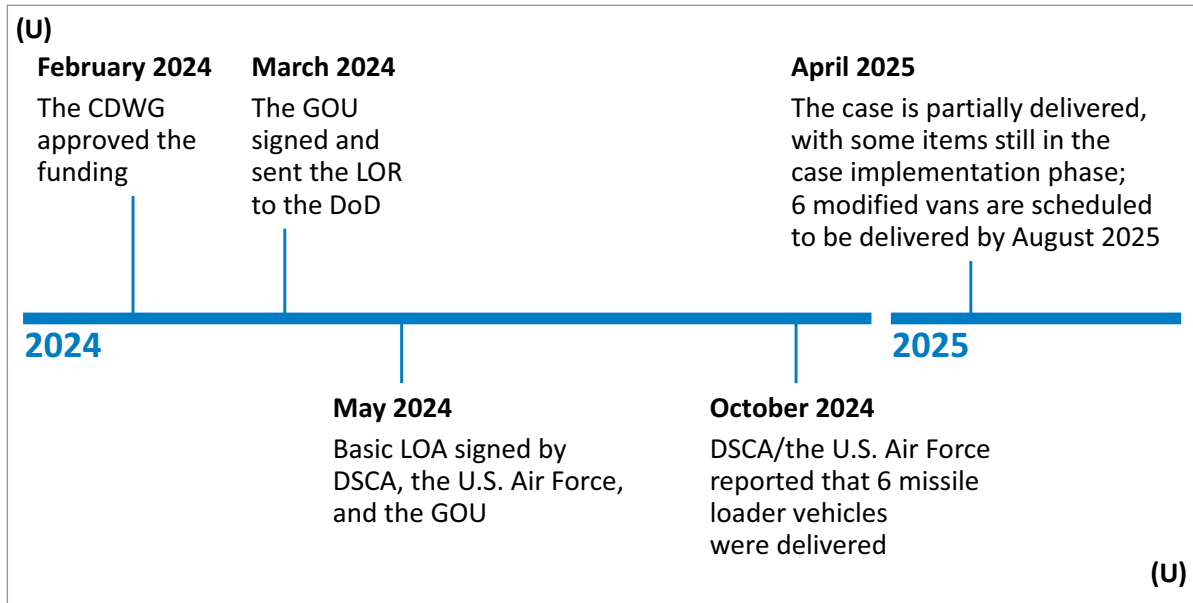 (U)
February 2024
The CDWG
approved the
funding
March 2024
The GOU
signed and
sent the LOR
to the DoD
April 2025
The case is partially delivered,
with some items still in the
case implementation phase;
6 modified vans are scheduled
to be delivered by August 2025
2024
2025
May 2024
Basic LOA signed by
DSCA, the U.S. Air Force,
and the GOU
October 2024
DSCA/the U.S. Air Force
reported that 6 missile
loader vehicles
were delivered
(U)